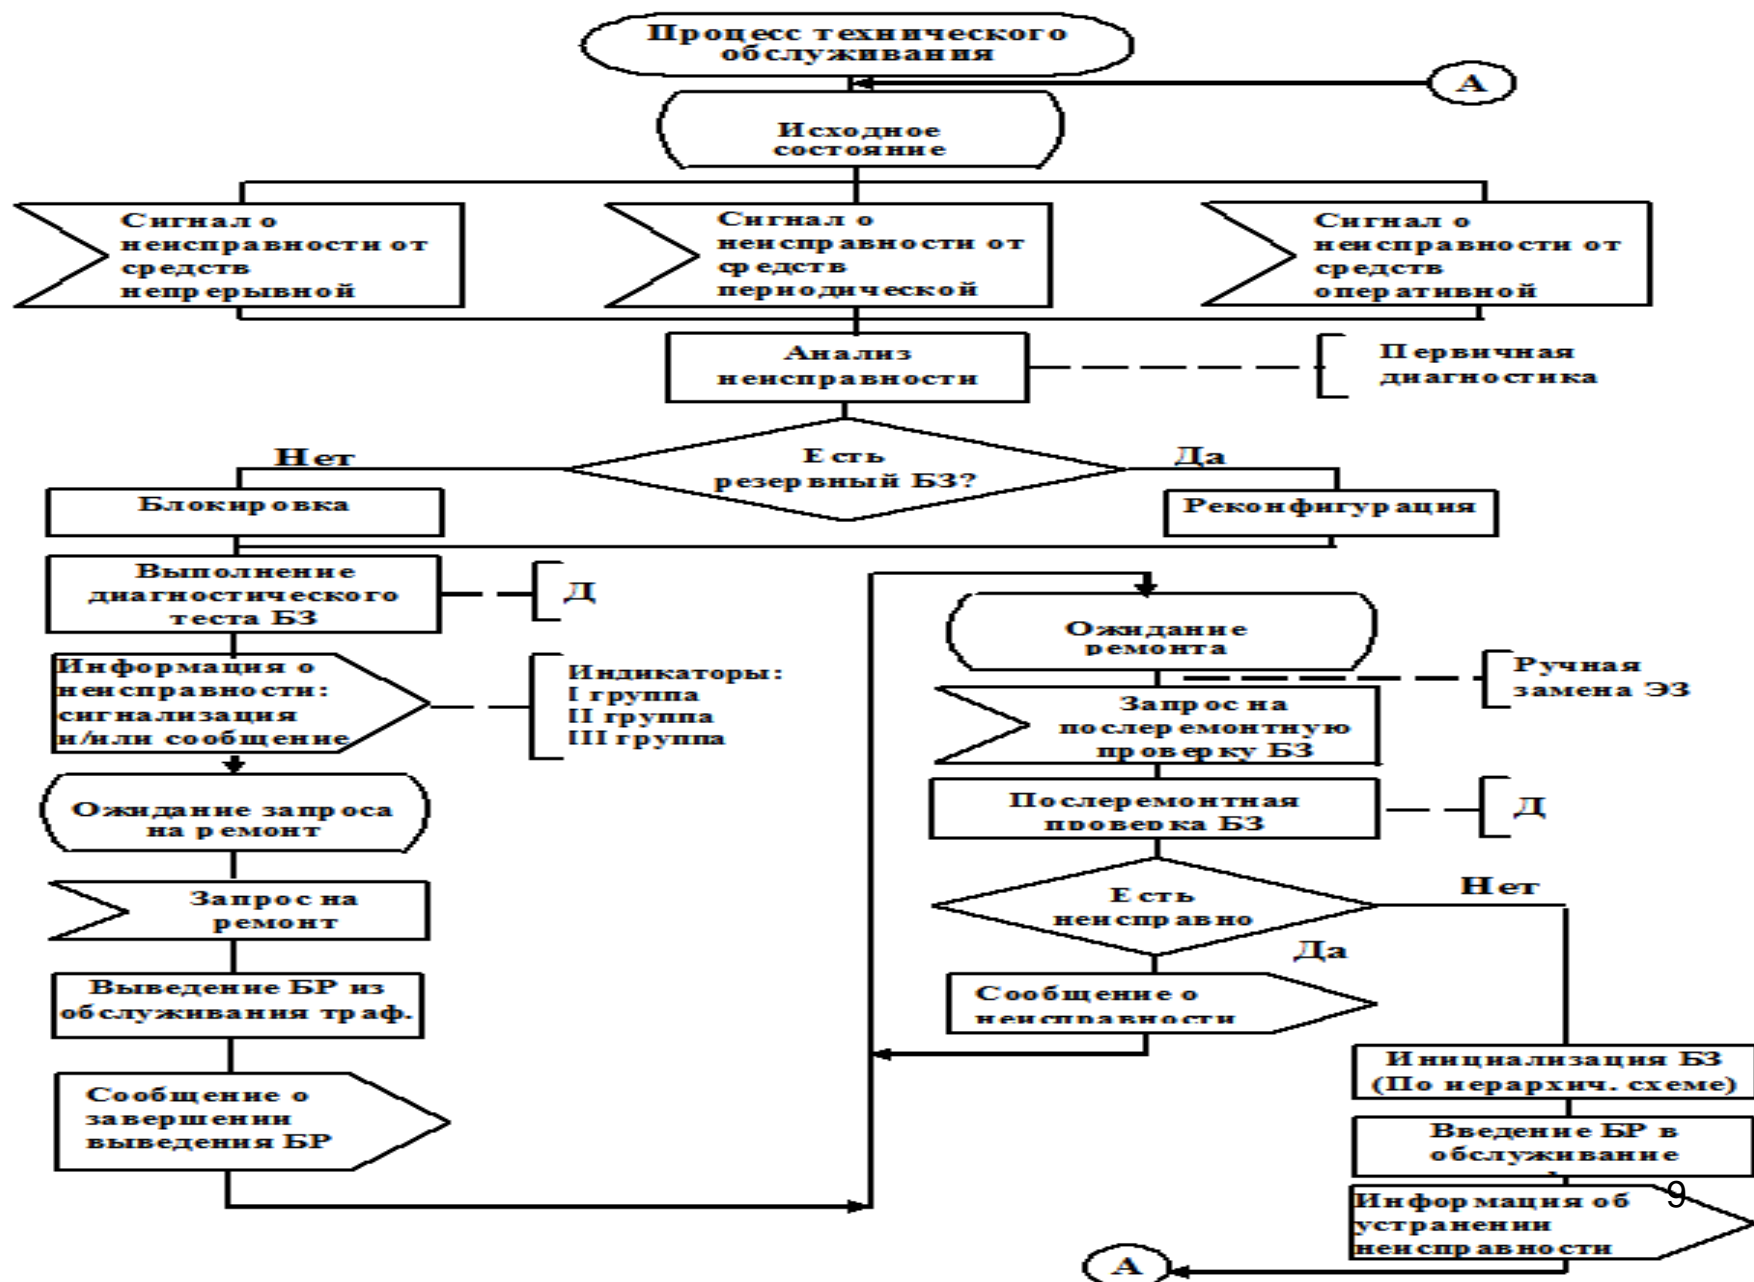 Процесс технического
обслуживания
А
Исходное
состояние
Сигнал о
неисправности от
средств
непрерывной
Сигнал о
неисправности от
средств
периодической
Сигнал о
неисправности от
средств
оперативной
Анализ
неисправности
Первичная
диагностика
Есть
резервный БЗ?
Нет
Да
Блокировка
Реконфигурация
Выполнение
диагностического
теста БЗ
Д
Информация о
неисправности:
сигнализация
и/или сообщение
Индикаторы:
I группа
II группа
III группа
Ожидание запроса
на ремонт
Запрос на
ремонт
Выведение БР из
обслуживания траф.
Сообщение о
завершении
выведения БР
Ожидание
ремонта
Ручная
замена ЭЗ
Запрос на
послеремонтную
проверку БЗ
Послеремонтная
проверка БЗ
Д
Есть
неисправно
Нет
Да
Сообщение о
неисправности
Инициализация БЗ
(По иерархич. схеме)
Введение БР в
обслуживание
Информация об
устранении
неисправности
9
А